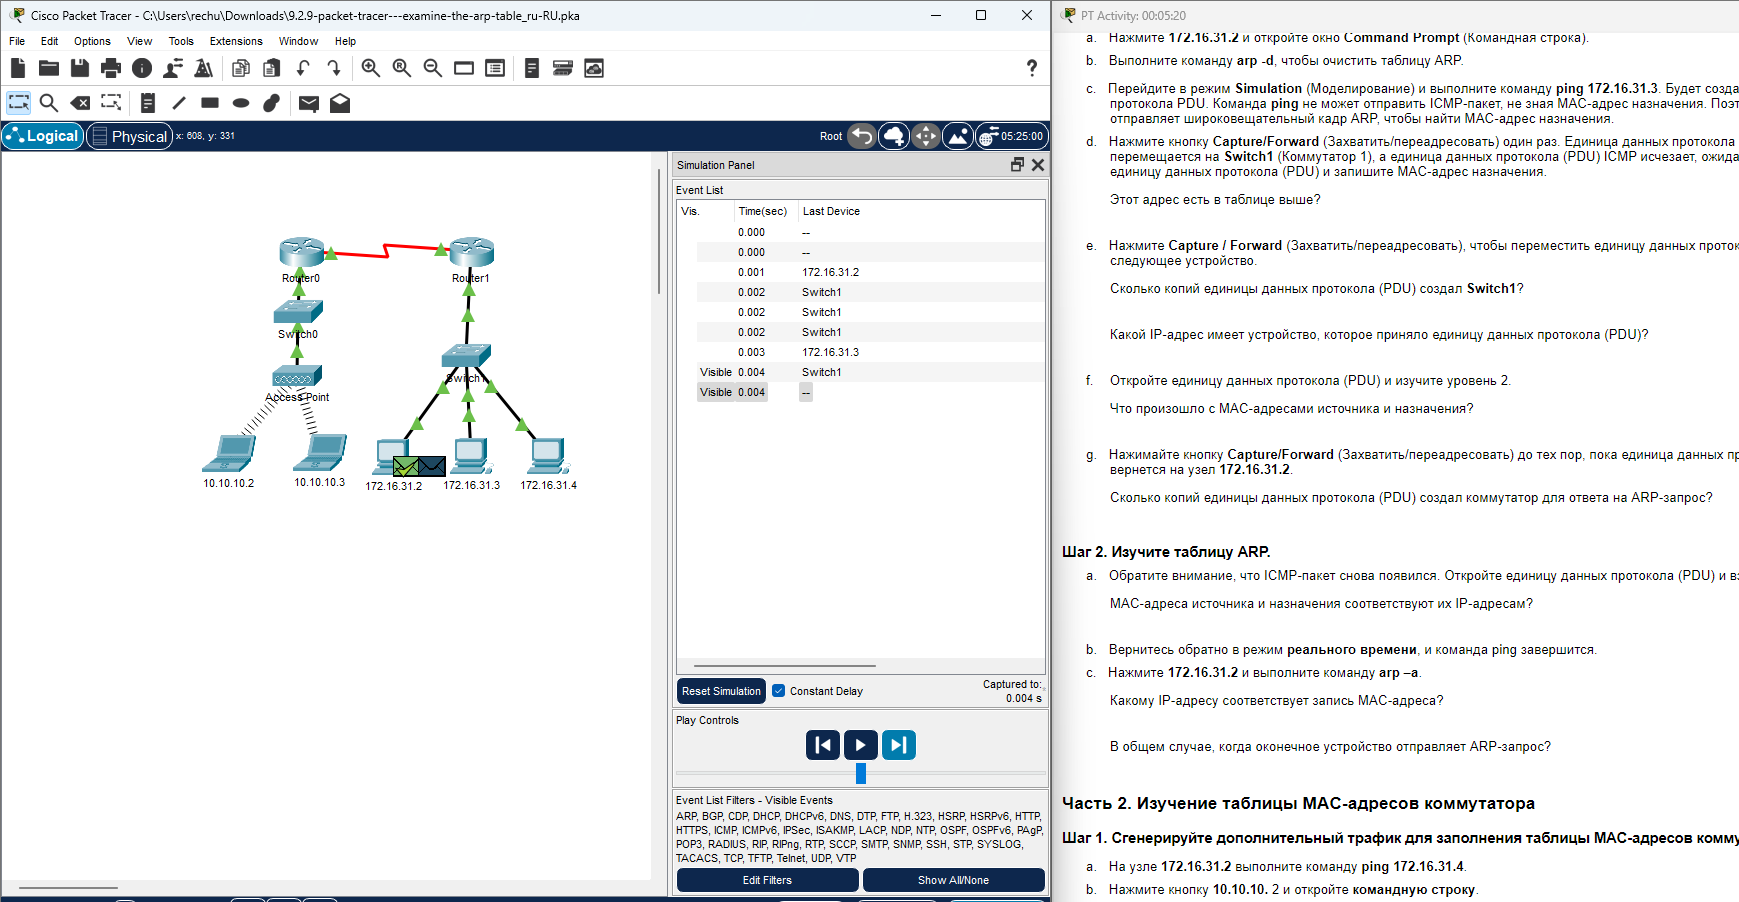 Cisco Packet Tracer - C:\Users\rechu\Downloads\9.2.9-packet-tracer---examine-the-arp-table_ru-RU.pka
File Edit Options View Tools Extensions Window Help
?
Logical Physical x: 608, y: 331 Root 05:25:00
Router0
Router1
Switch0
Switch1
Access Point
10.10.10.2
10.10.10.3
172.16.31.2
172.16.31.3
172.16.31.4
Simulation Panel
Event List
Vis. Time(sec) Last Device
0.000 --
0.000 --
0.001 172.16.31.2
0.002 Switch1
0.002 Switch1
0.002 Switch1
0.003 172.16.31.3
Visible 0.004 Switch1
Visible 0.004 --
Reset Simulation Constant Delay Captured to:
0.004 s
Play Controls
Event List Filters - Visible Events
ARP, BGP, CDP, DHCP, DHCPv6, DNS, DTP, FTP, H.323, HSRP, HSRPv6, HTTP,
HTTPS, ICMP, ICMPv6, IPSec, ISAKMP, LACP, NDP, NTP, OSPF, OSPFv6, PAgP,
POP3, RADIUS, RIP, RIPng, RTP, SCCP, SMTP, SNMP, SSH, STP, SYSLOG,
TACACS, TCP, TFTP, Telnet, UDP, VTP
Edit Filters Show All/None
PT Activity: 00:05:20
a. Нажмите 172.16.31.2 и откройте окно Command Prompt (Командная строка).
b. Выполните команду arp -d, чтобы очистить таблицу ARP.
c. Перейдите в режим Simulation (Моделирование) и выполните команду ping 172.16.31.3. Будет созда
протокола PDU. Команда ping не может отправить ICMP-пакет, не зная MAC-адрес назначения. Поэт
отправляет широковещательный кадр ARP, чтобы найти MAC-адрес назначения.
d. Нажмите кнопку Capture/Forward (Захватить/переадресовать) один раз. Единица данных протокола
перемещается на Switch1 (Коммутатор 1), а единица данных протокола (PDU) ICMP исчезает, ожида
единицу данных протокола (PDU) и запишите MAC-адрес назначения.
Этот адрес есть в таблице выше?
e. Нажмите Capture / Forward (Захватить/переадресовать), чтобы переместить единицу данных проток
следующее устройство.
Сколько копий единицы данных протокола (PDU) создал Switch1?
Какой IP-адрес имеет устройство, которое приняло единицу данных протокола (PDU)?
f. Откройте единицу данных протокола (PDU) и изучите уровень 2.
Что произошло с MAC-адресами источника и назначения?
g. Нажимайте кнопку Capture/Forward (Захватить/переадресовать) до тех пор, пока единица данных пр
вернется на узел 172.16.31.2.
Сколько копий единицы данных протокола (PDU) создал коммутатор для ответа на ARP-запрос?
Шаг 2. Изучите таблицу ARP.
a. Обратите внимание, что ICMP-пакет снова появился. Откройте единицу данных протокола (PDU) и вз
MAC-адреса источника и назначения соответствуют их IP-адресам?
b. Вернитесь обратно в режим реального времени, и команда ping завершится.
c. Нажмите 172.16.31.2 и выполните команду arp –a.
Какому IP-адресу соответствует запись MAC-адреса?
В общем случае, когда оконечное устройство отправляет ARP-запрос?
Часть 2. Изучение таблицы MAC-адресов коммутатора
Шаг 1. Сгенерируйте дополнительный трафик для заполнения таблицы MAC-адресов комму
a. На узле 172.16.31.2 выполните команду ping 172.16.31.4.
b. Нажмите кнопку 10.10.10. 2 и откройте командную строку.